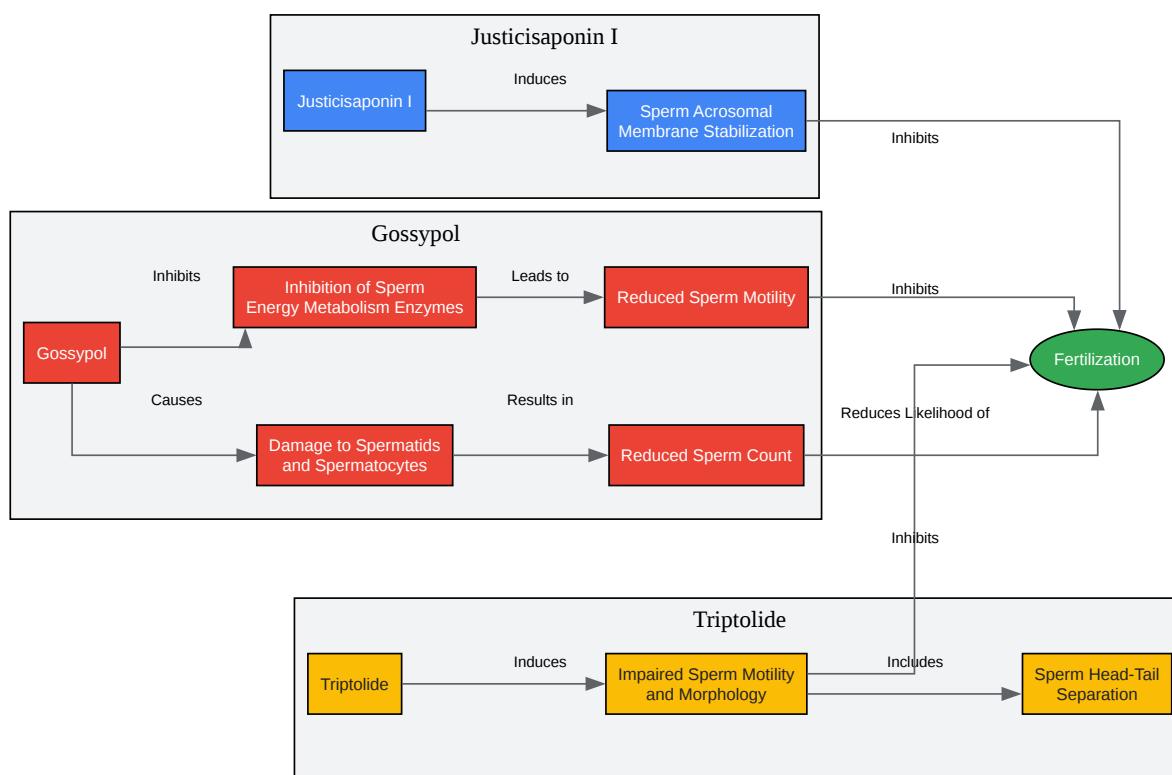 Justicisaponin I
Justicisaponin I
Induces
Sperm Acrosomal
Membrane Stabilization
Inhibits
Gossypol
Inhibits
Inhibition of Sperm
Energy Metabolism Enzymes
Leads to
Reduced Sperm Motility
Inhibits
Gossypol
Fertilization
Causes
Damage to Spermatids
and Spermatocytes
Results in
Reduced Sperm Count
Reduces Likelihood of
Inhibits
Triptolide
Triptolide
Induces
Impaired Sperm Motility
and Morphology
Includes
Sperm Head-Tail
Separation